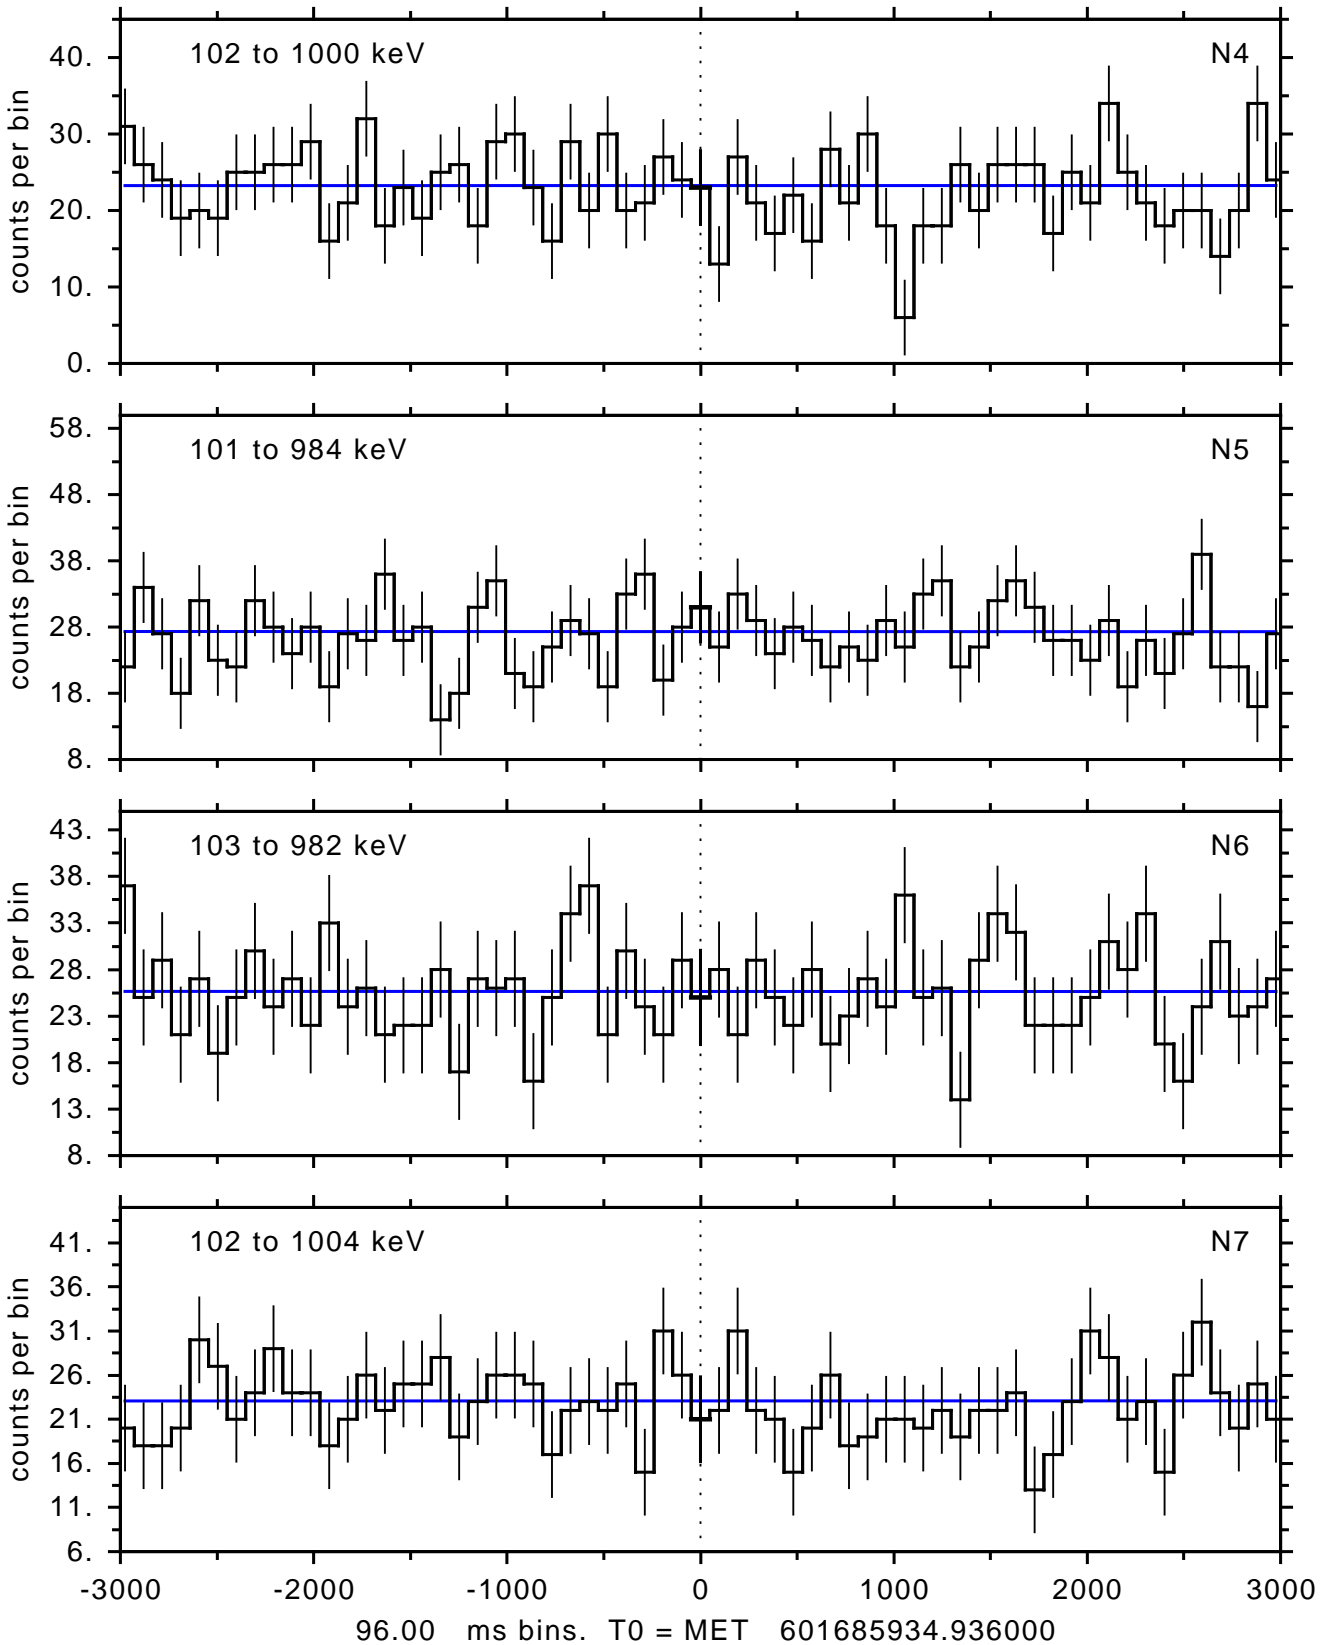 102 to 1000 keV N4
counts per bin
40.
30.
20.
10.
0.
101 to 984 keV N5
counts per bin
58.
48.
38.
28.
18.
8.
103 to 982 keV N6
counts per bin
43.
38.
33.
28.
23.
18.
13.
8.
102 to 1004 keV N7
counts per bin
41.
36.
31.
26.
21.
16.
11.
6.
-3000 -2000 -1000 0 1000 2000 3000
96.00 ms bins. T0 = MET 601685934.936000